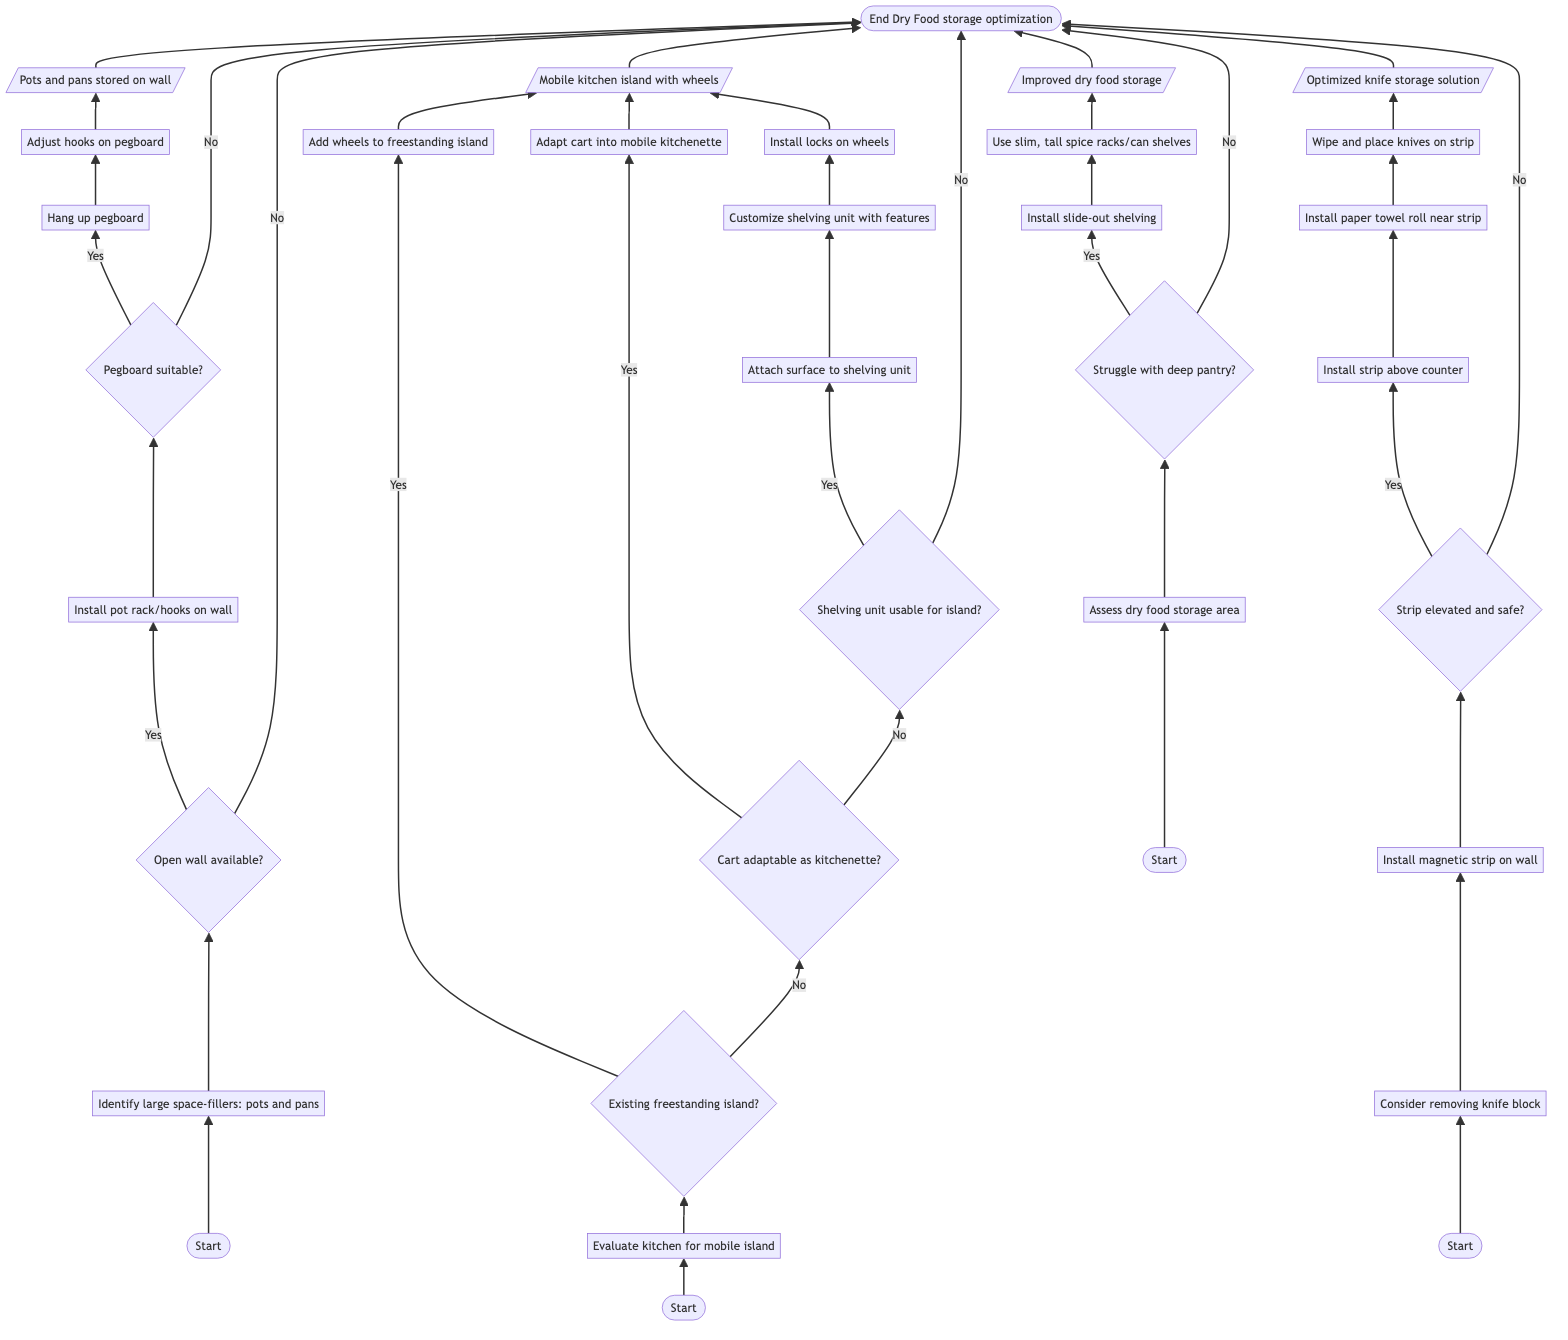 End Dry Food storage optimization
Pots and pans stored on wall
Mobile kitchen island with wheels
Improved dry food storage
Optimized knife storage solution
Adjust hooks on pegboard
No
Add wheels to freestanding island
Adapt cart into mobile kitchenette
Install locks on wheels
Use slim, tall spice racks/can shelves
No
Wipe and place knives on strip
No
No
Hang up pegboard
No
Customize shelving unit with features
Install slide-out shelving
Install paper towel roll near strip
Yes
Yes
Pegboard suitable?
Yes
Attach surface to shelving unit
Struggle with deep pantry?
Install strip above counter
Yes
Yes
Yes
Install pot rack/hooks on wall
Shelving unit usable for island?
Assess dry food storage area
Strip elevated and safe?
Yes
No
Open wall available?
Cart adaptable as kitchenette?
Start
Install magnetic strip on wall
No
Identify large space-fillers: pots and pans
Existing freestanding island?
Consider removing knife block
Start
Evaluate kitchen for mobile island
Start
Start